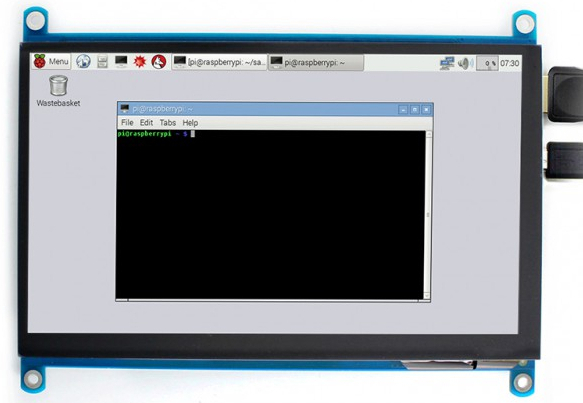 Menu
[pi@raspberrypi: ~/sa...
pi@raspberrypi: ~
0 %
07:30
Wastebasket
pi@raspberrypi: ~
File Edit Tabs Help
pi@raspberrypi ~ $